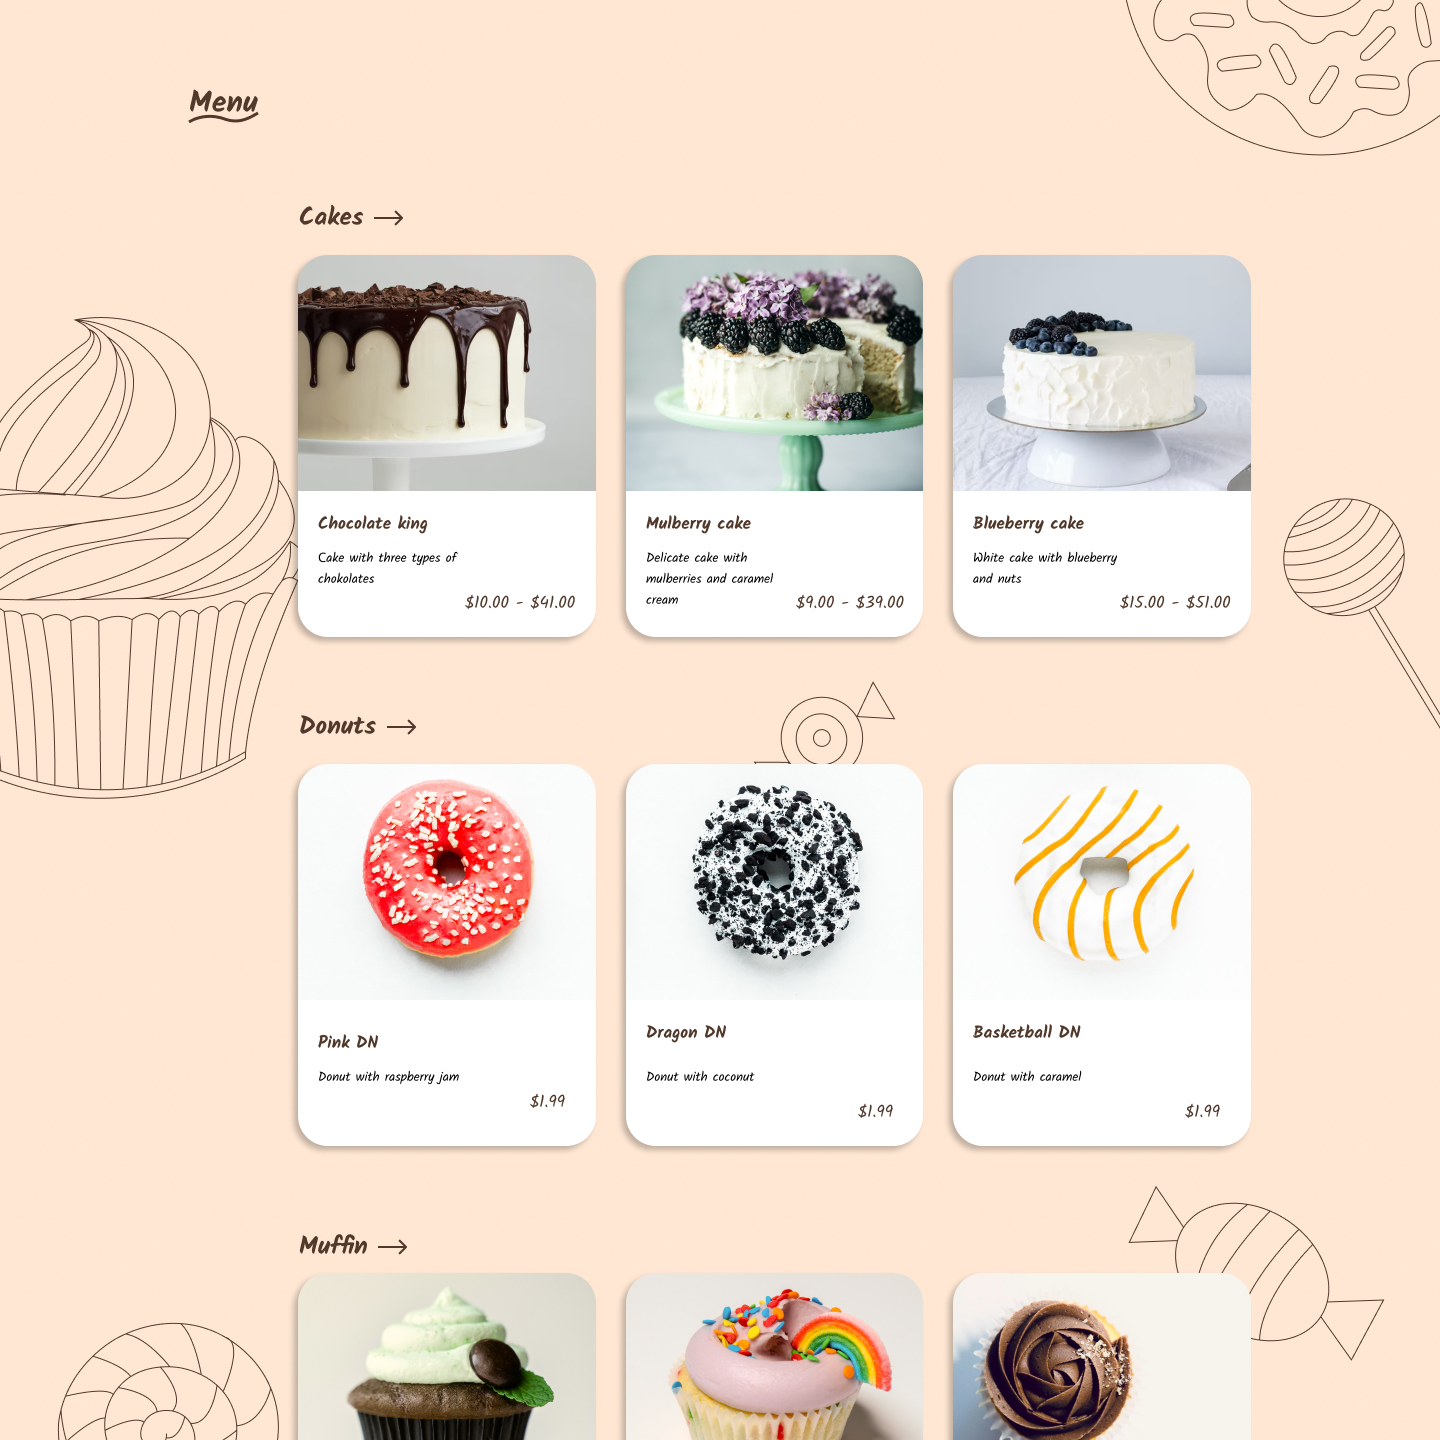 Menu
Cakes
Chocolate king
Cake with three types of
chokolates
$10.00 - $41.00
Mulberry cake
Delicate cake with
mulberries and caramel
cream
$9.00 - $39.00
Blueberry cake
White cake with blueberry
and nuts
$15.00 - $51.00
Donuts
Pink DN
Donut with raspberry jam
$1.99
Dragon DN
Donut with coconut
$1.99
Basketball DN
Donut with caramel
$1.99
Muffin